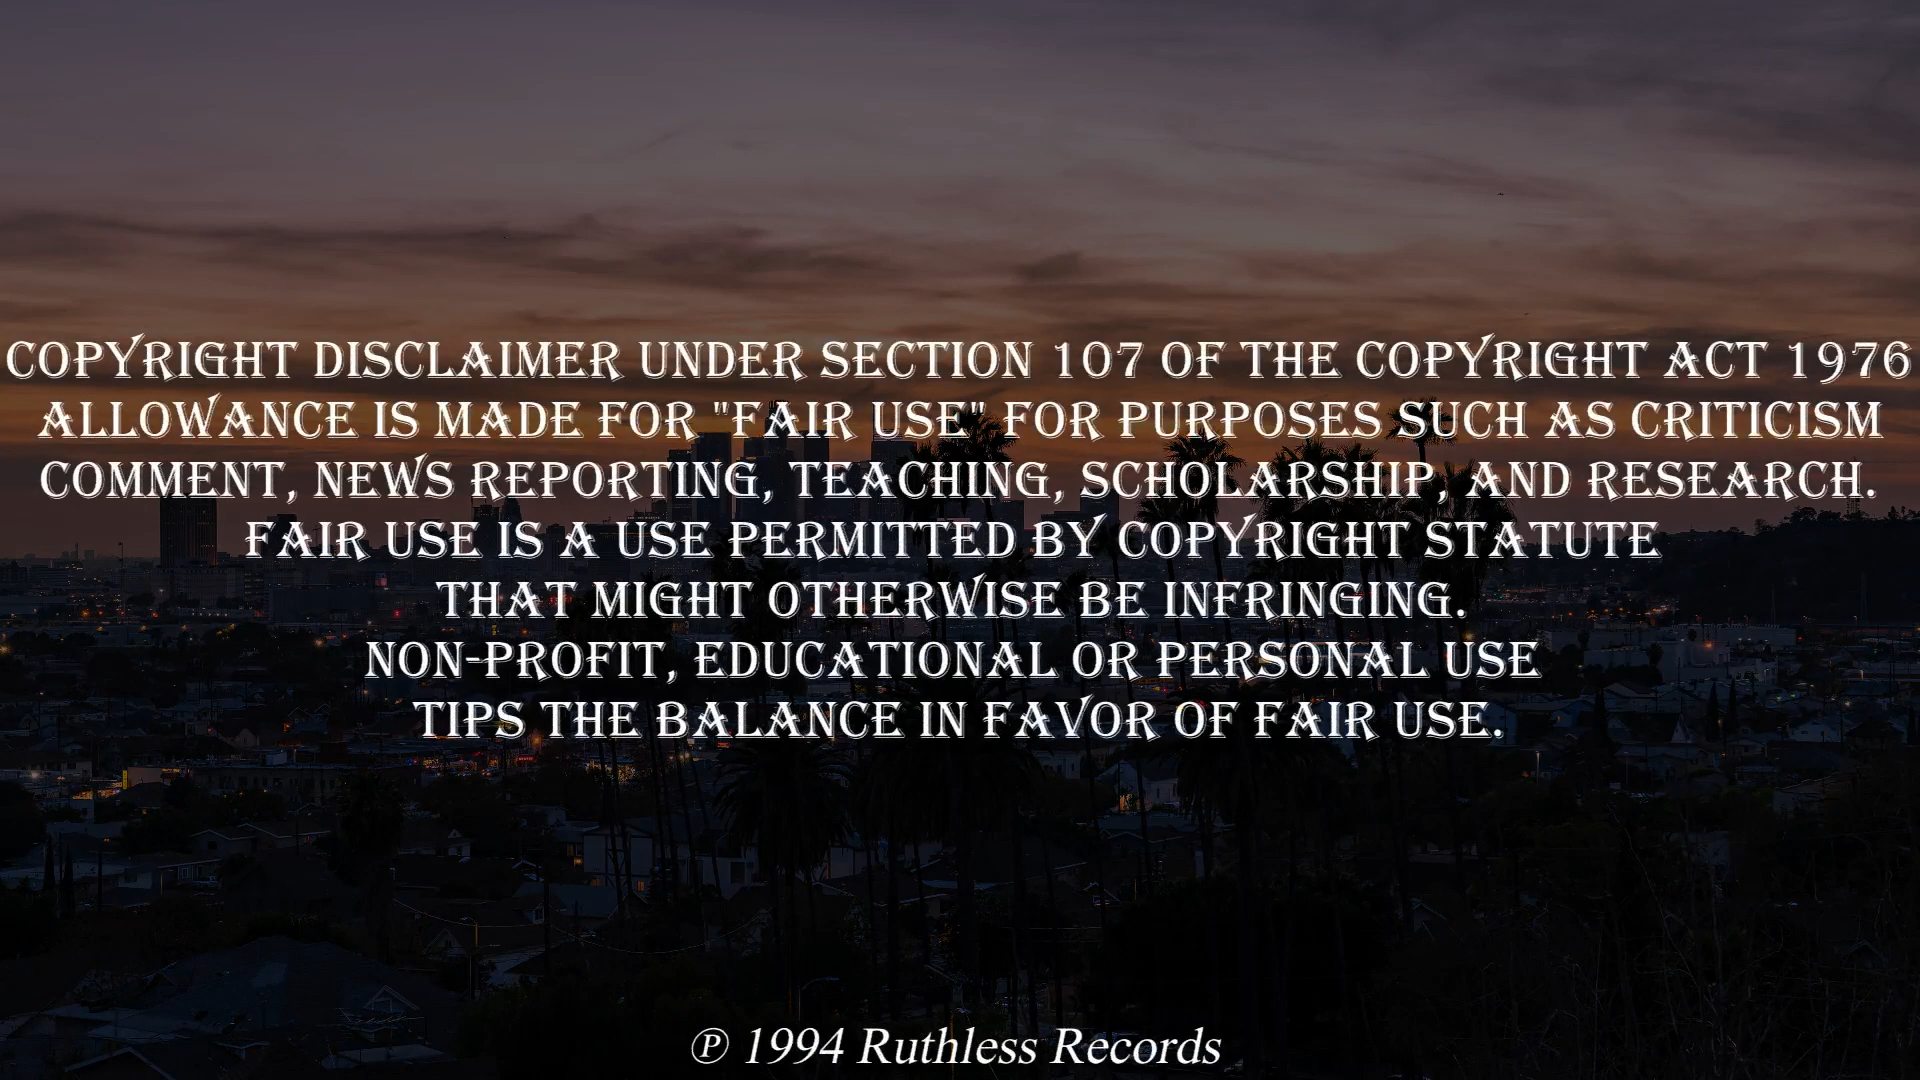 COPYRIGHT DISCLAIMER UNDER SECTION 107 OF THE COPYRIGHT ACT 1976
ALLOWANCE IS MADE FOR "FAIR USE" FOR PURPOSES SUCH AS CRITICISM
COMMENT, NEWS REPORTING, TEACHING, SCHOLARSHIP, AND RESEARCH.
FAIR USE IS A USE PERMITTED BY COPYRIGHT STATUTE
THAT MIGHT OTHERWISE BE INFRINGING.
NON-PROFIT, EDUCATIONAL OR PERSONAL USE
TIPS THE BALANCE IN FAVOR OF FAIR USE.
℗ 1994 Ruthless Records